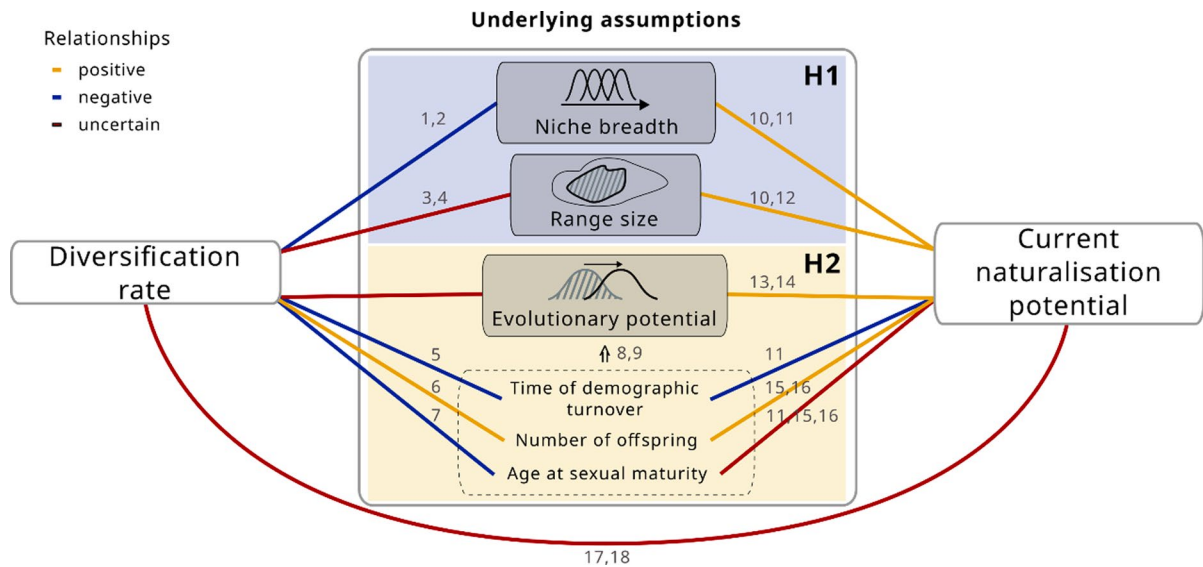 Underlying assumptions
Relationships
positive
negative
uncertain
H1
Niche breadth
1,2
10,11
Range size
3,4
10,12
Diversification
rate
Current
naturalisation
potential
H2
Evolutionary potential
13,14
8,9
5
11
Time of demographic
turnover
6
15,16
7
11,15,16
Number of offspring
Age at sexual maturity
17,18